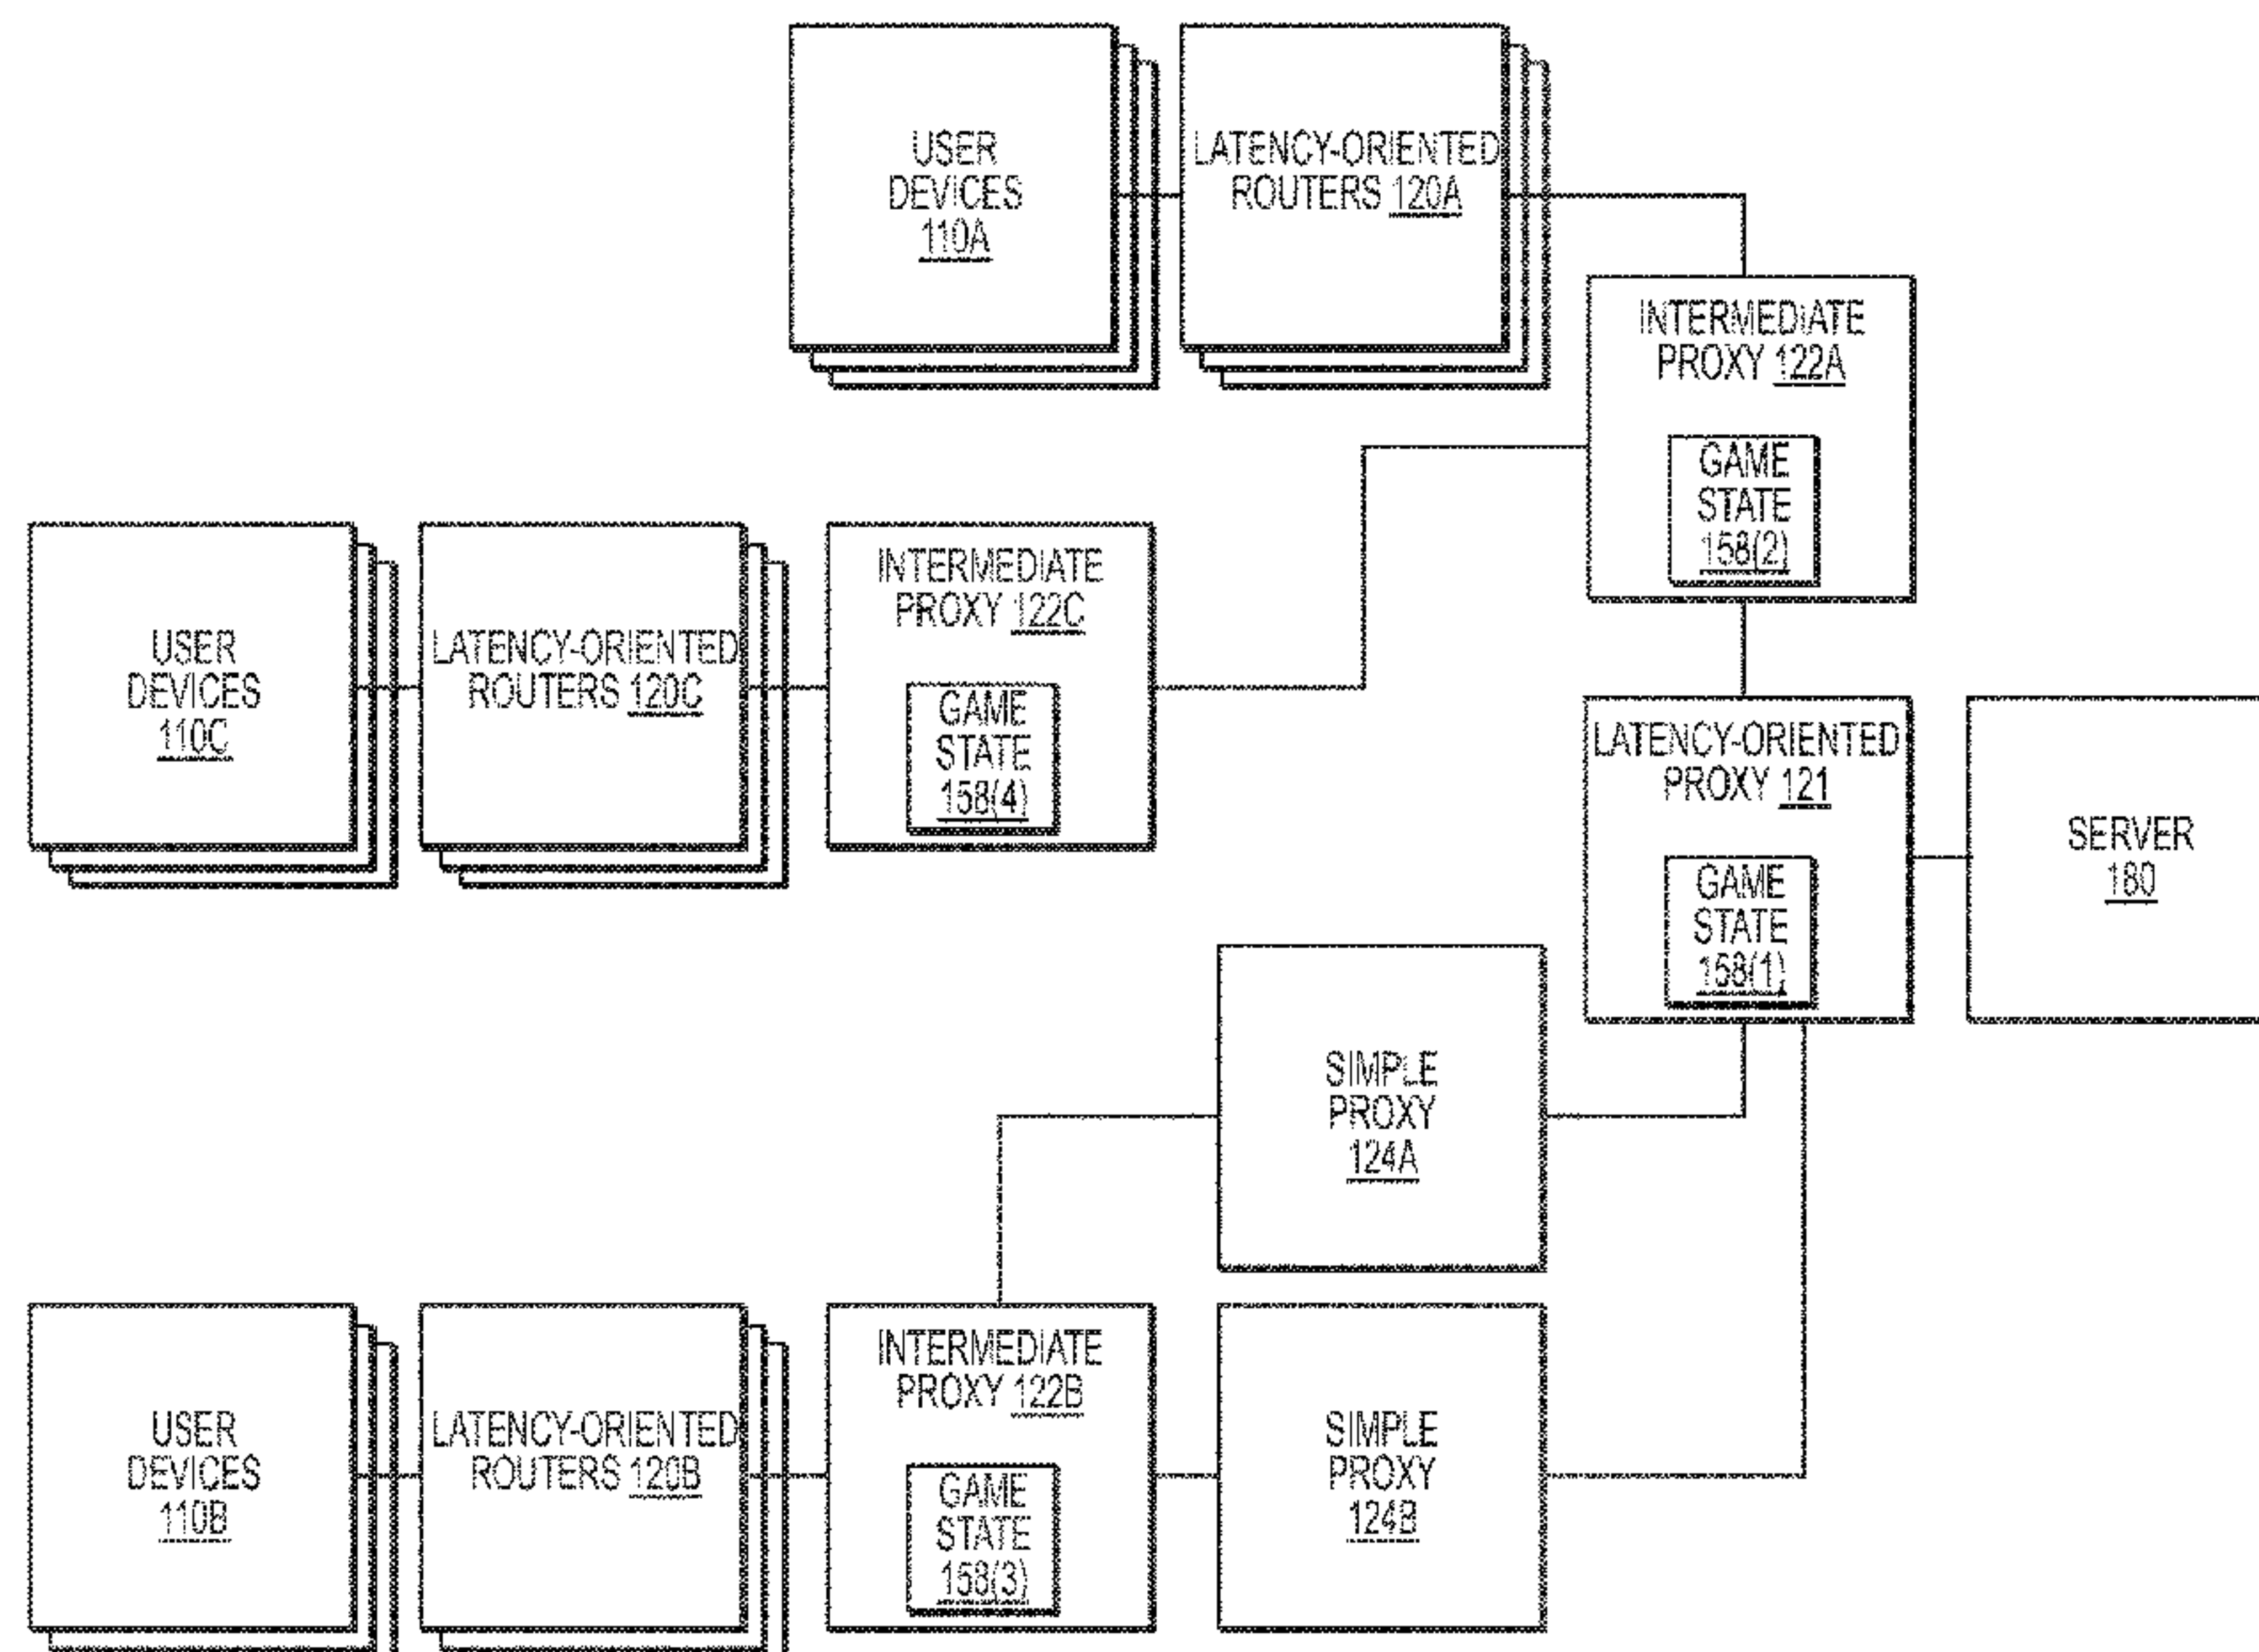 USER
DEVICES
110A
LATENCY-ORIENTED
ROUTERS 120A
INTERMEDIATE
PROXY 122A
GAME
STATE
158(2)
USER
DEVICES
110C
LATENCY-ORIENTED
ROUTERS 120C
INTERMEDIATE
PROXY 122C
GAME
STATE
158(4)
LATENCY-ORIENTED
PROXY 121
GAME
STATE
158(1)
SERVER
180
SIMPLE
PROXY
124A
USER
DEVICES
110B
LATENCY-ORIENTED
ROUTERS 120B
INTERMEDIATE
PROXY 122B
GAME
STATE
158(3)
SIMPLE
PROXY
124B